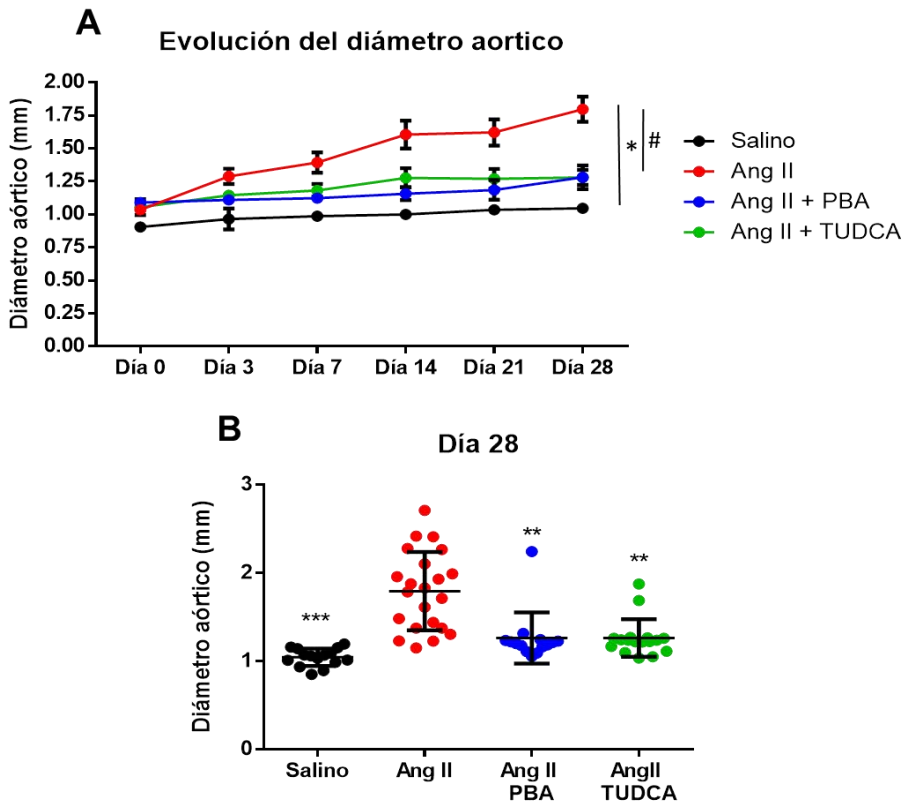 A
Evolución del diámetro aortico
Diámetro aórtico (mm)
2.00
1.75
1.50
1.25
1.00
0.75
0.50
0.25
0.00
Día 0 Día 3 Día 7 Día 14 Día 21 Día 28
* #
Salino
Ang II
Ang II + PBA
Ang II + TUDCA
B
Día 28
Diámetro aórtico (mm)
3
2
1
0
***
**
**
Salino Ang II Ang II AngII
PBA TUDCA